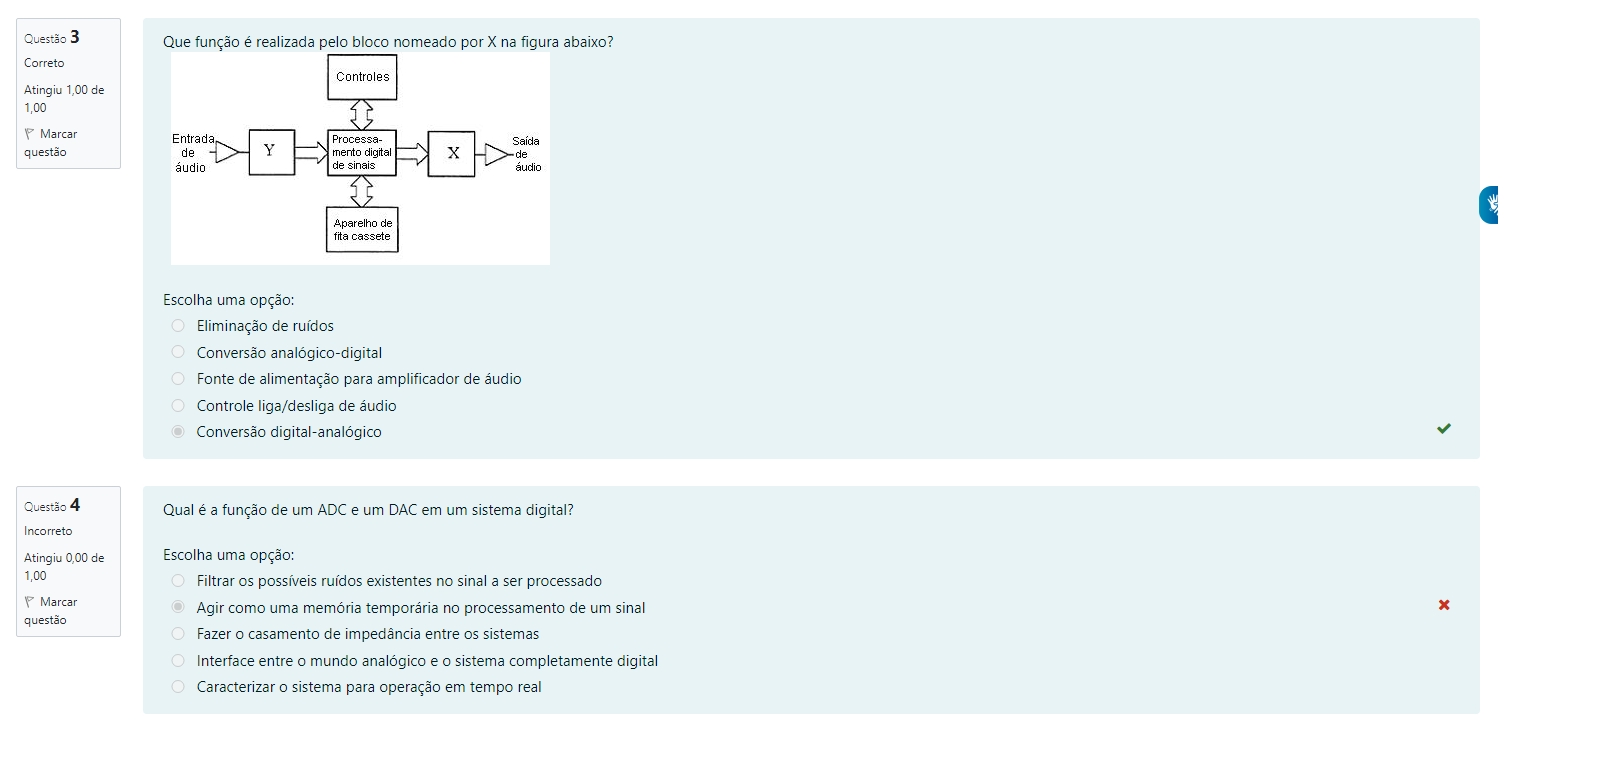 Questão 3
Correto
Atingiu 1,00 de
1,00
Marcar
questão
Que função é realizada pelo bloco nomeado por X na figura abaixo?
Controles
Entrada
de
áudio
Y
Processa-
mento digital
de sinais
X
Saída
de
áudio
Aparelho de
fita cassete
Escolha uma opção:
Eliminação de ruídos
Conversão analógico-digital
Fonte de alimentação para amplificador de áudio
Controle liga/desliga de áudio
Conversão digital-analógico
Questão 4
Incorreto
Atingiu 0,00 de
1,00
Marcar
questão
Qual é a função de um ADC e um DAC em um sistema digital?
Escolha uma opção:
Filtrar os possíveis ruídos existentes no sinal a ser processado
Agir como uma memória temporária no processamento de um sinal
Fazer o casamento de impedância entre os sistemas
Interface entre o mundo analógico e o sistema completamente digital
Caracterizar o sistema para operação em tempo real